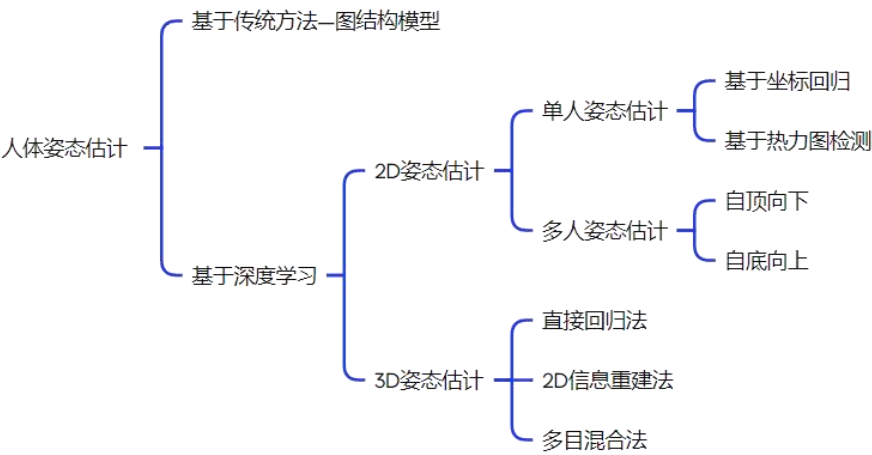 基于传统方法—图结构模型
人体姿态估计
基于深度学习
2D姿态估计
单人姿态估计
基于坐标回归
基于热力图检测
多人姿态估计
自顶向下
自底向上
3D姿态估计
直接回归法
2D信息重建法
多目混合法